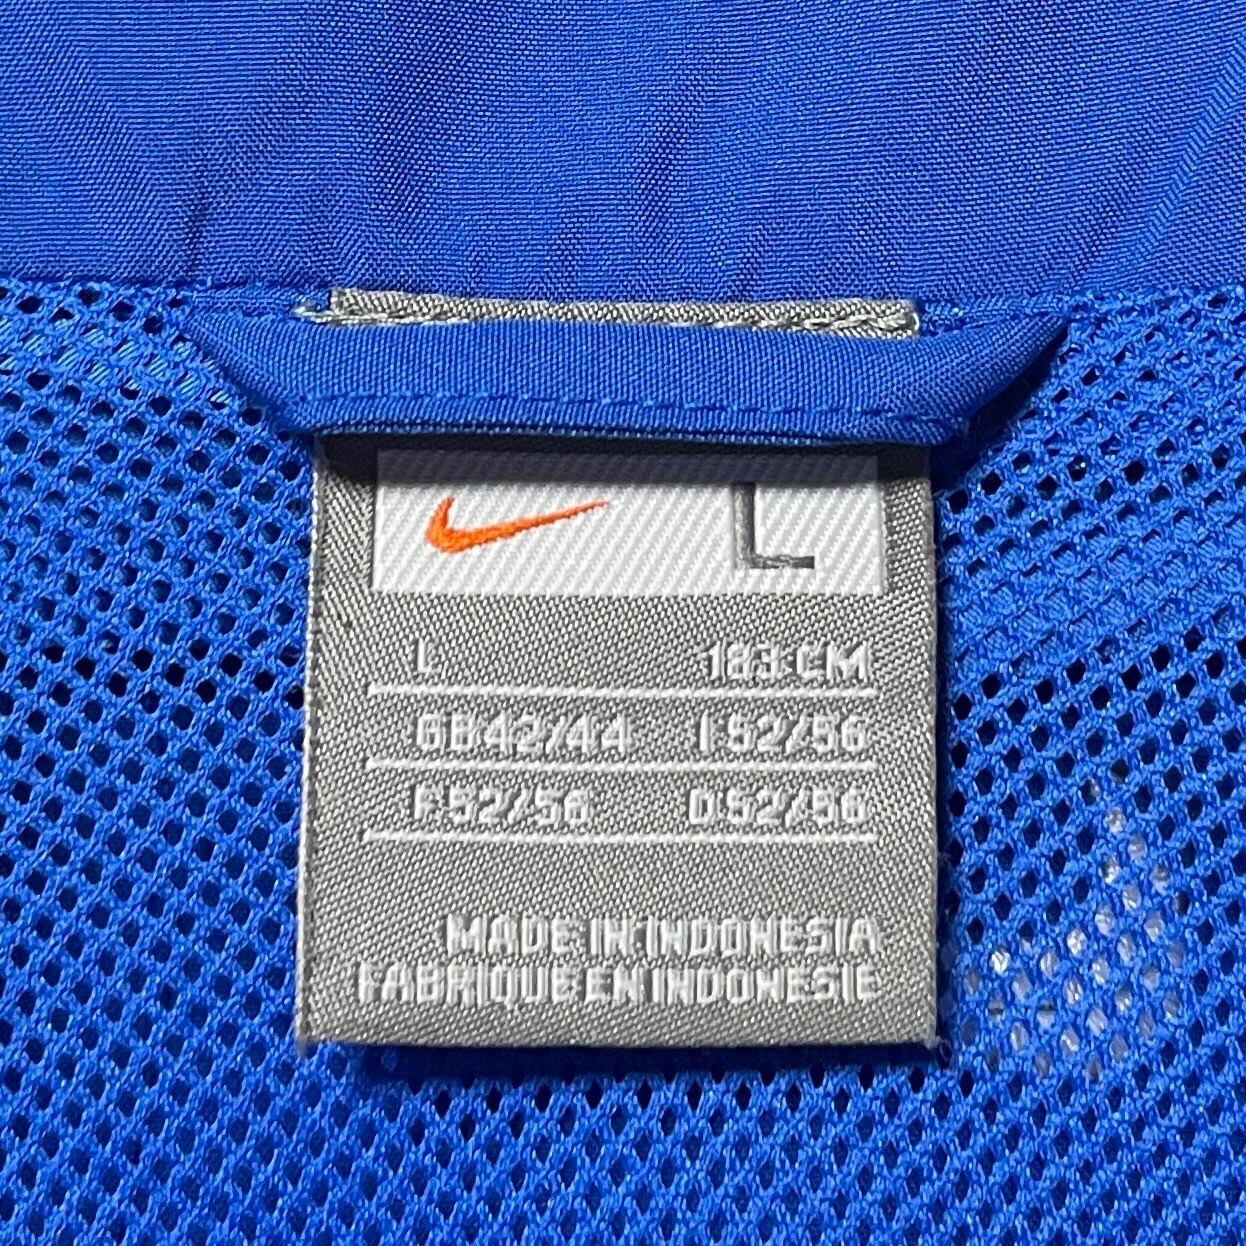 L
L 183 CM
GB 42/44 I 52/56
F 52/56 D 52/56
MADE IN INDONESIA
FABRIQUE EN INDONESIE